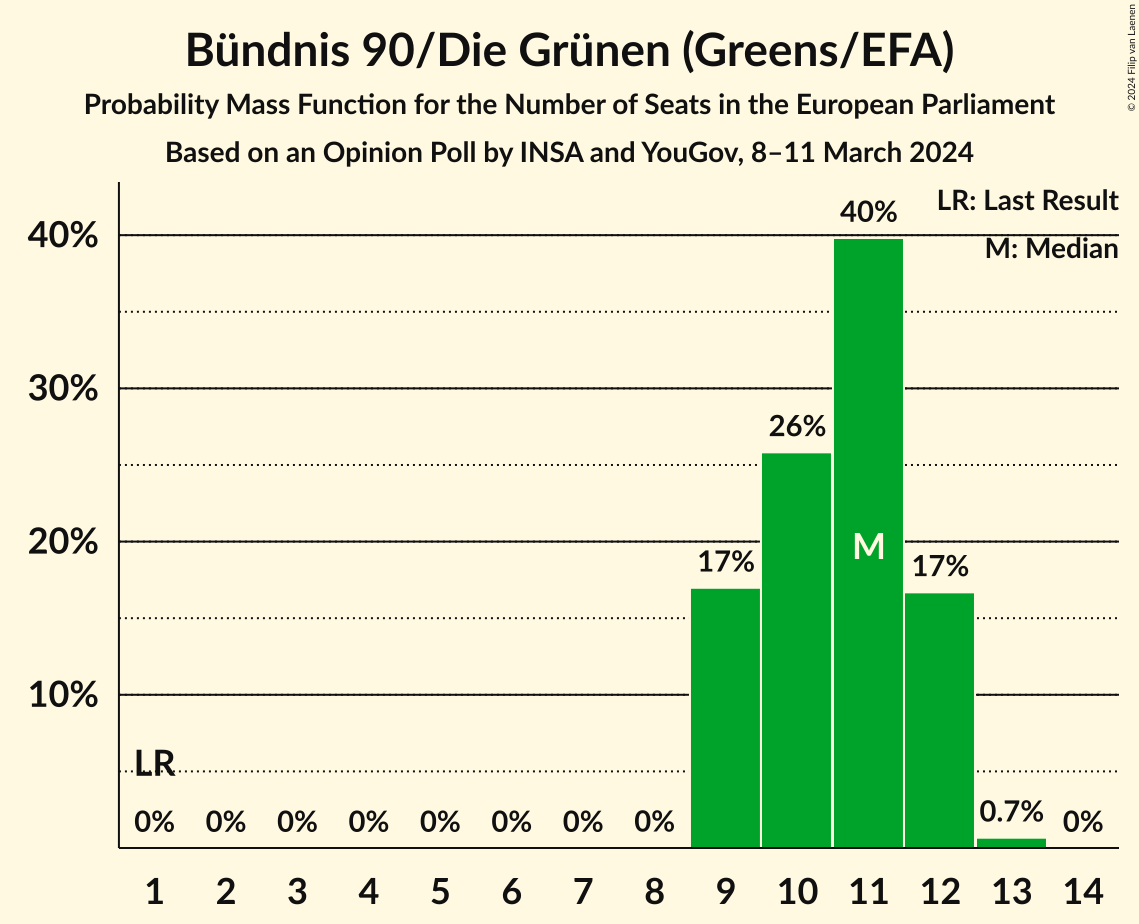 Bündnis 90/Die Grünen (Greens/EFA)
Probability Mass Function for the Number of Seats in the European Parliament
Based on an Opinion Poll by INSA and YouGov, 8–11 March 2024
© 2024 Filip van Laenen
LR: Last Result
M: Median
40%
30%
20%
10%
40%
26%
17%
17%
M
LR
0% 0% 0% 0% 0% 0% 0% 0% 0.7% 0%
1 2 3 4 5 6 7 8 9 10 11 12 13 14